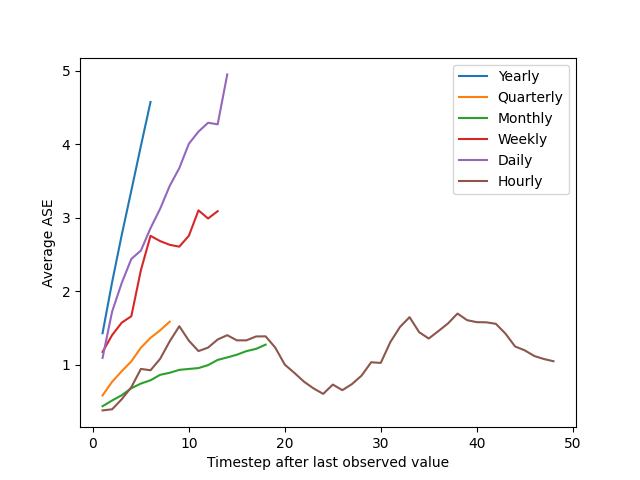 5
4
3
2
1
Average ASE
0
10
20
30
40
50
Timestep after last observed value
Yearly
Quarterly
Monthly
Weekly
Daily
Hourly